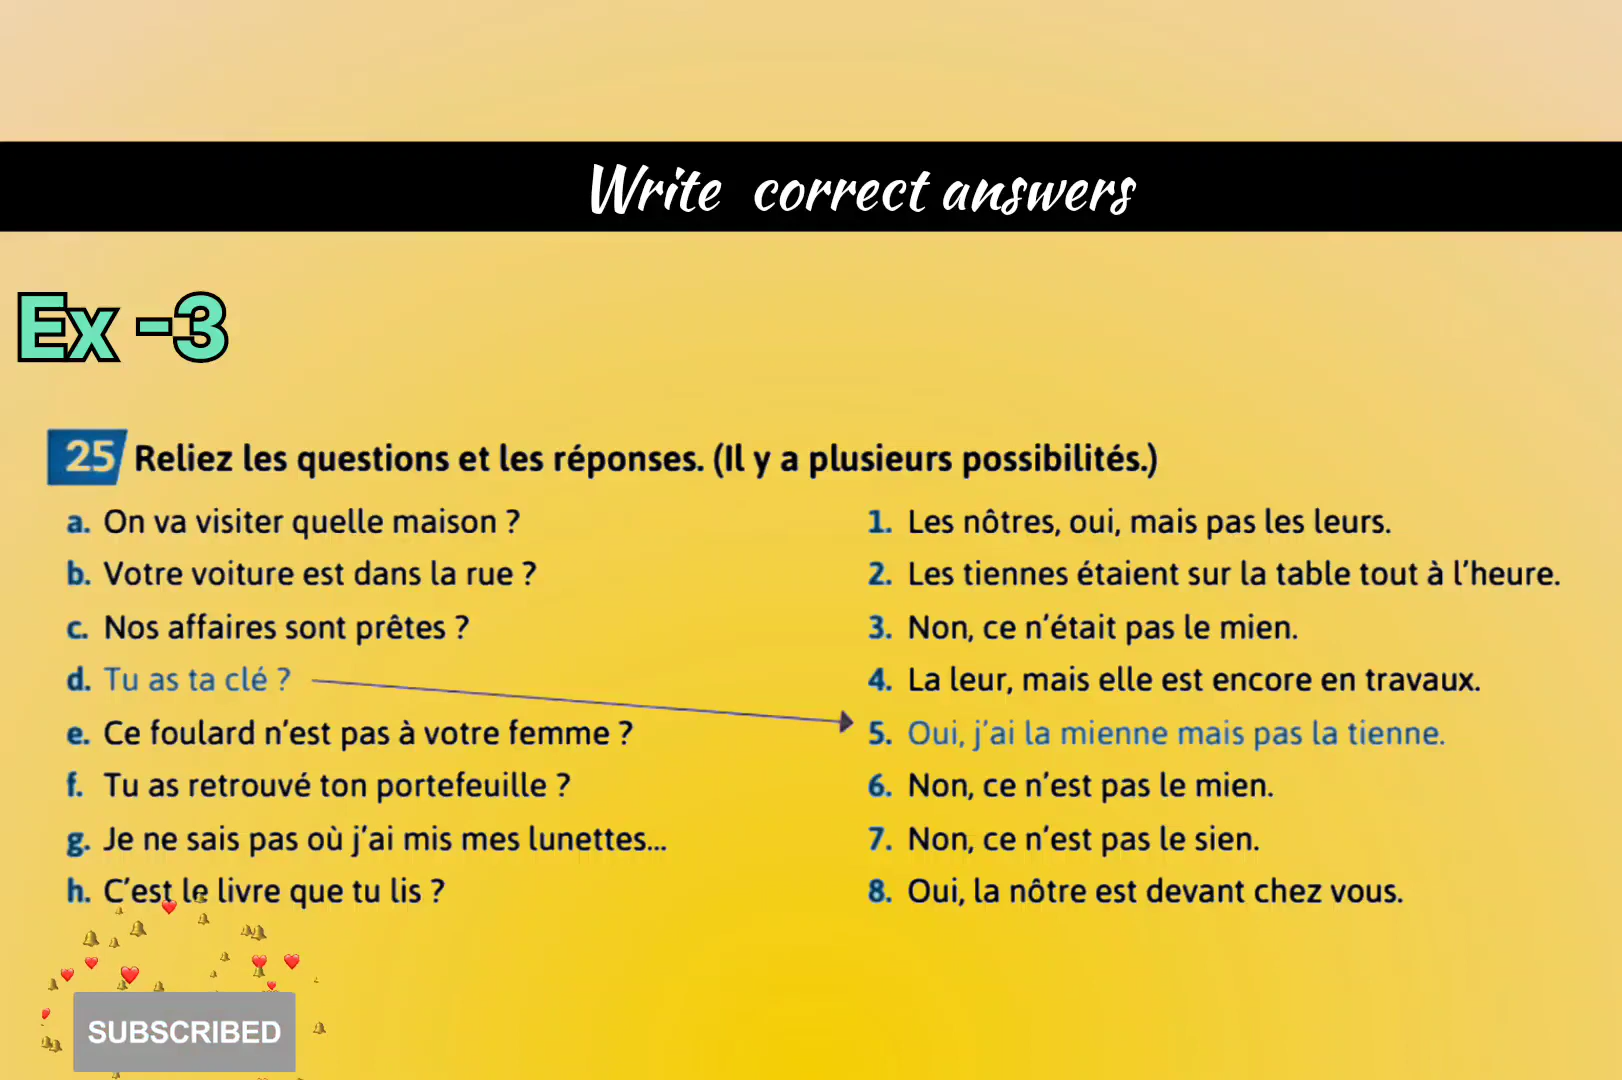 Write correct answers
Ex -3
25 Reliez les questions et les réponses. (Il y a plusieurs possibilités.)
a. On va visiter quelle maison ?
b. Votre voiture est dans la rue ?
c. Nos affaires sont prêtes ?
d. Tu as ta clé ?
e. Ce foulard n'est pas à votre femme ?
f. Tu as retrouvé ton portefeuille ?
g. Je ne sais pas où j'ai mis mes lunettes...
h. C'est le livre que tu lis ?
1. Les nôtres, oui, mais pas les leurs.
2. Les tiennes étaient sur la table tout à l'heure.
3. Non, ce n'était pas le mien.
4. La leur, mais elle est encore en travaux.
5. Oui, j'ai la mienne mais pas la tienne.
6. Non, ce n'est pas le mien.
7. Non, ce n'est pas le sien.
8. Oui, la nôtre est devant chez vous.
SUBSCRIBED